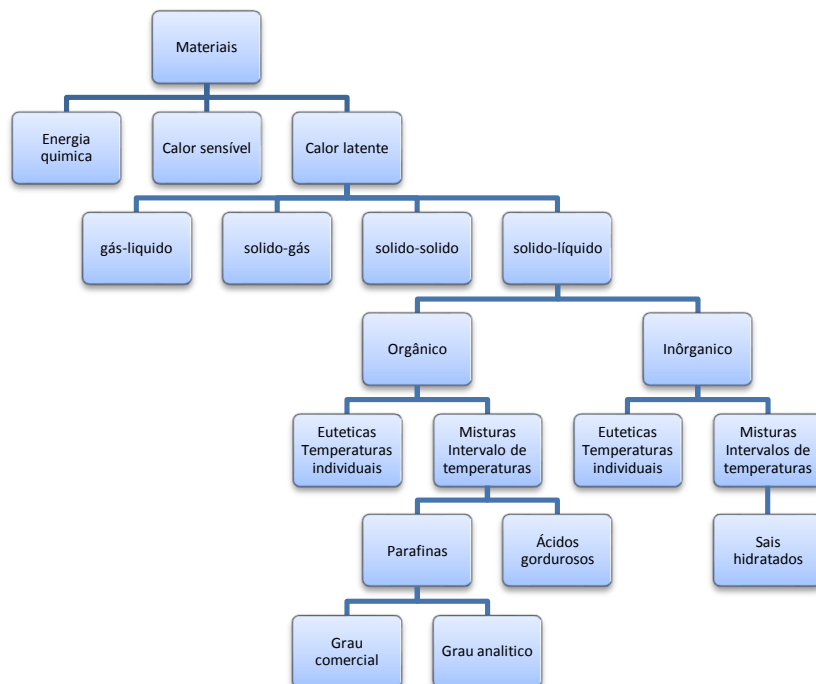 Materiais
Energia
quimica
Calor sensível
Calor latente
gás-liquido
solido-gás
solido-solido
solido-líquido
Orgânico
Inôrganico
Euteticas
Temperaturas
individuais
Misturas
Intervalo de
temperaturas
Euteticas
Temperaturas
individuais
Misturas
Intervalos de
temperaturas
Parafinas
Ácidos
gordurosos
Sais
hidratados
Grau
comercial
Grau analitico